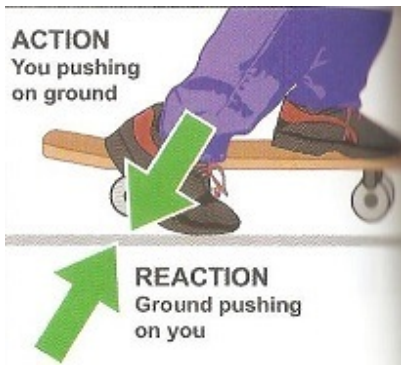 ACTION
You pushing
on ground
REACTION
Ground pushing
on you